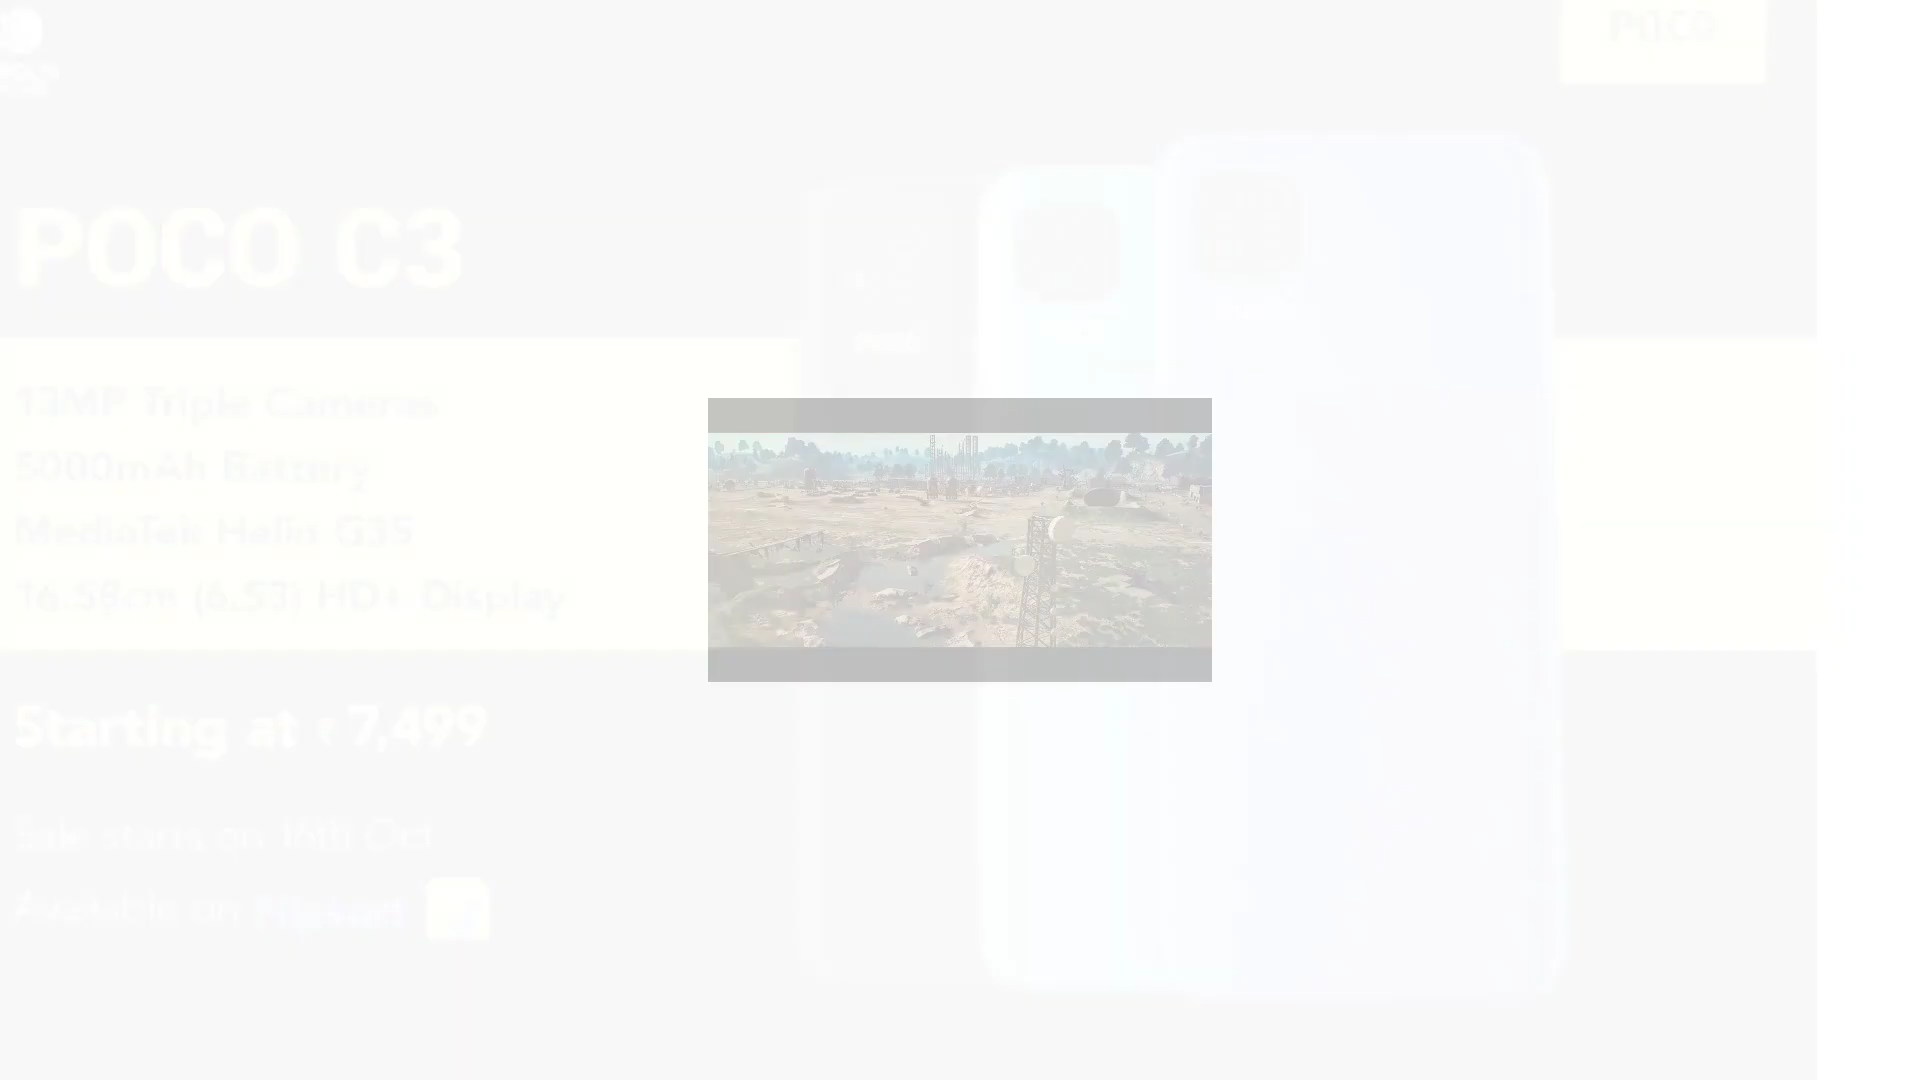 POCO
POCO C3
13MP Triple Cameras
5000mAh Battery
MediaTek Helio G35
16.58cm (6.53) HD+ Display
Starting at ₹7,499
Sale starts on 16th Oct
Available on Flipkart